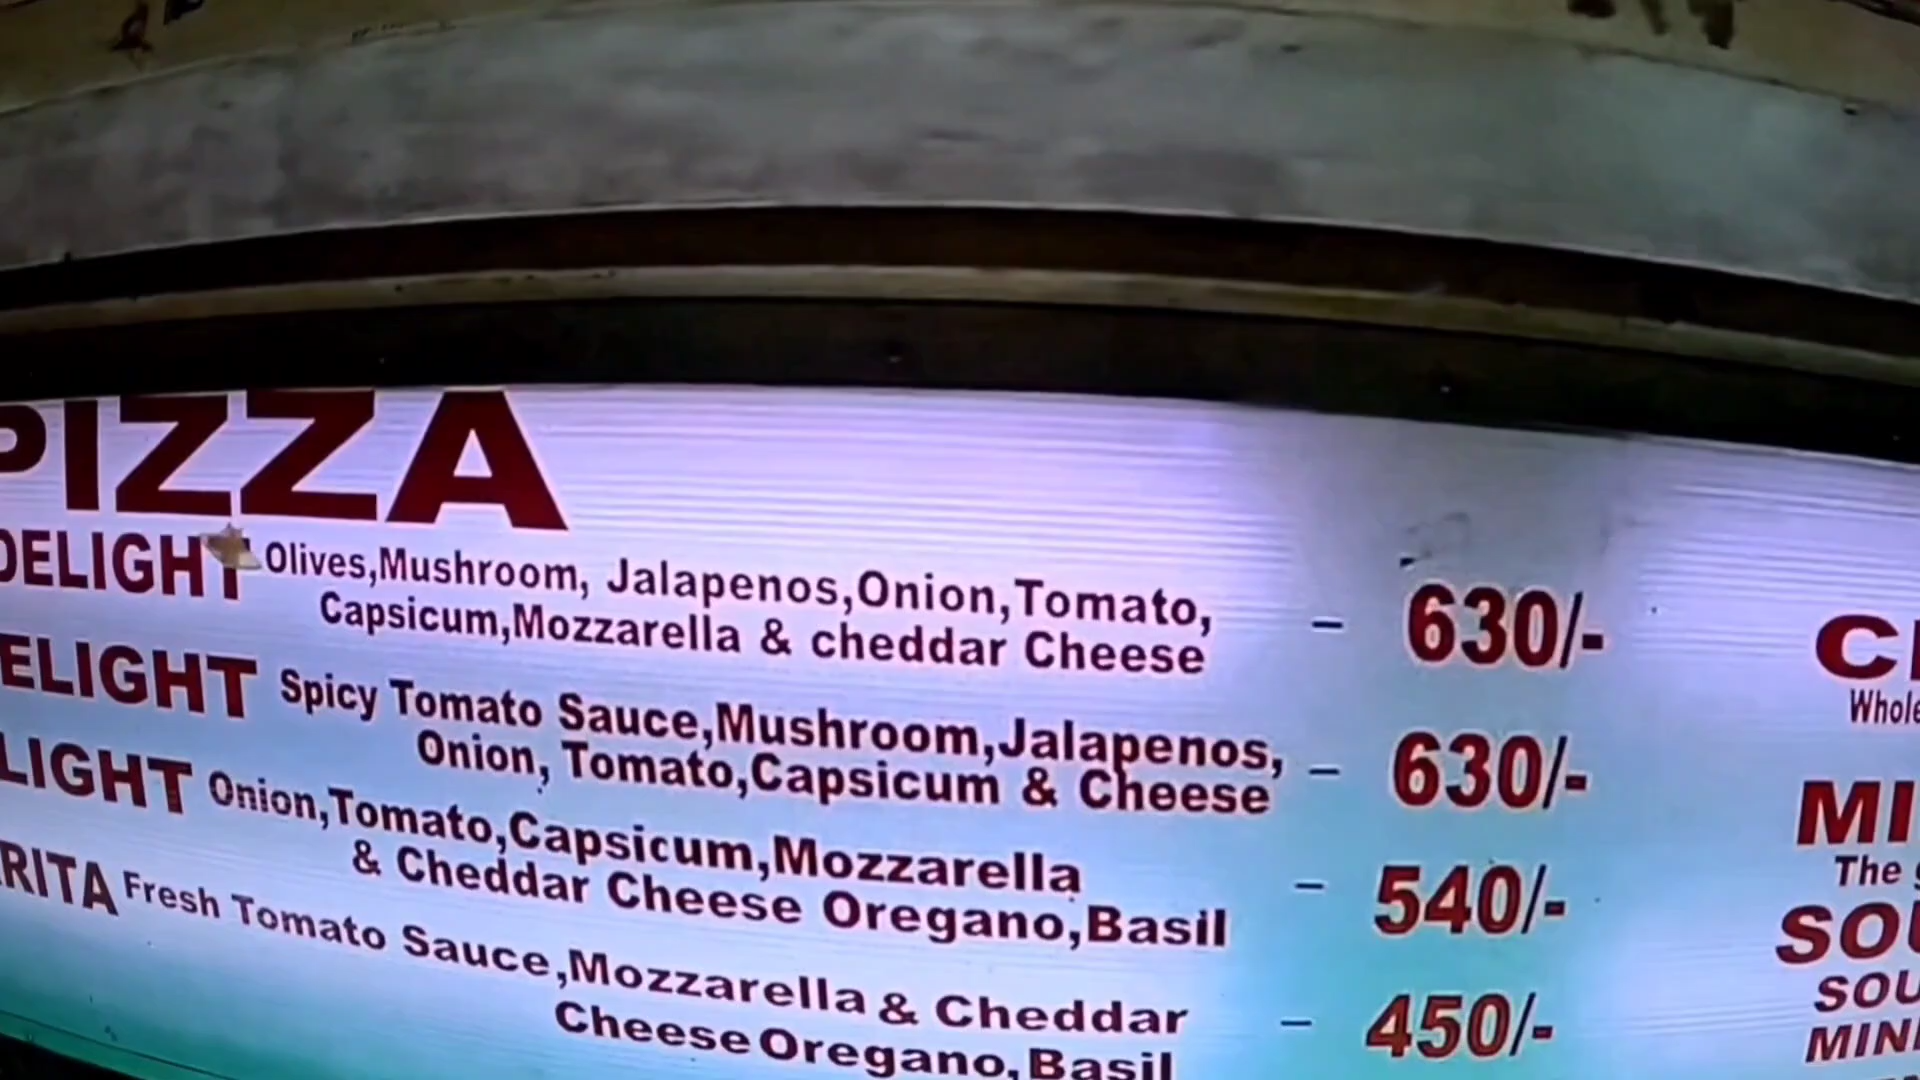 PIZZA
DELIGHT Olives,Mushroom, Jalapenos,Onion,Tomato,
Capsicum,Mozzarella & cheddar Cheese - 630/-
ELIGHT Spicy Tomato Sauce,Mushroom,Jalapenos,
Onion, Tomato,Capsicum & Cheese - 630/-
LIGHT Onion,Tomato,Capsicum,Mozzarella
& Cheddar Cheese Oregano,Basil - 540/-
RITA Fresh Tomato Sauce,Mozzarella & Cheddar
Cheese Oregano,Basil - 450/-
Whole
MI
The
SOU
SOU
MINI